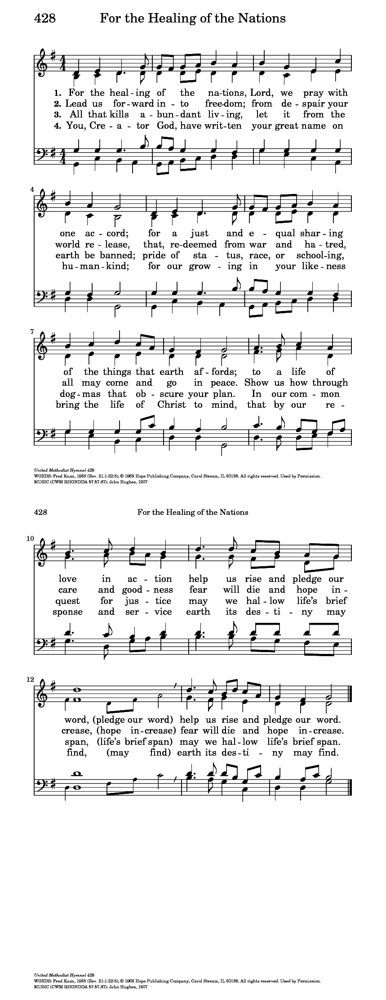 428 For the Healing of the Nations
4
4
1. For the heal - ing of the na - tions, Lord, we pray with
2. Lead us for - ward in - to free - dom; from de - spair your
3. All that kills a - bun - dant liv - ing, let it from the
4. You, Cre - a - tor God, have writ - ten your great name on
4
4
4
one ac - cord; for a just and e - qual shar - ing
world re - lease, that, re - deemed from war and ha - tred,
earth be banned; pride of sta - tus, race, or school - ing,
hu - man - kind; for our grow - ing in your like - ness
7
of the things that earth af - fords; to a life of
all may come and go in peace. Show us how through
dog - mas that ob - scure your plan. In our com - mon
bring the life of Christ to mind, that by our re -
United Methodist Hymnal 428
WORDS: Fred Kaan, 1965 (Rev. 21:1-22:5); © 1968 Hope Publishing Company, Carol Stream, IL 60188. All rights reserved. Used by Permission.
MUSIC (CWM RHONDDA 87.87.87): John Hughes, 1907
428 For the Healing of the Nations
10
love in ac - tion help us rise and pledge our
care and good - ness fear will die and hope in -
quest for jus - tice may we hal - low life's brief
sponse and ser - vice earth its des - ti - ny may
12
word, (pledge our word) help us rise and pledge our word.
crease, (hope in - crease) fear will die and hope in - crease.
span, (life's brief span) may we hal - low life's brief span.
find, (may find) earth its des - ti - ny may find.
United Methodist Hymnal 428
WORDS: Fred Kaan, 1965 (Rev. 21:1-22:5); © 1968 Hope Publishing Company, Carol Stream, IL 60188. All rights reserved. Used by Permission.
MUSIC (CWM RHONDDA 87.87.87): John Hughes, 1907